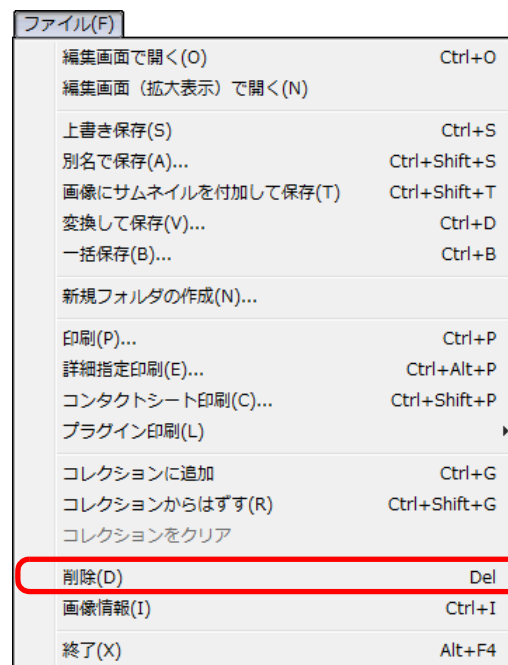 ファイル(F)
編集画面で開く(O) Ctrl+O
編集画面（拡大表示）で開く(N)
上書き保存(S) Ctrl+S
別名で保存(A)... Ctrl+Shift+S
画像にサムネイルを付加して保存(T) Ctrl+Shift+T
変換して保存(V)... Ctrl+D
一括保存(B)... Ctrl+B
新規フォルダの作成(N)...
印刷(P)... Ctrl+P
詳細指定印刷(E)... Ctrl+Alt+P
コンタクトシート印刷(C)... Ctrl+Shift+P
プラグイン印刷(L)
コレクションに追加 Ctrl+G
コレクションからはずす(R) Ctrl+Shift+G
コレクションをクリア
削除(D) Del
画像情報(I) Ctrl+I
終了(X) Alt+F4